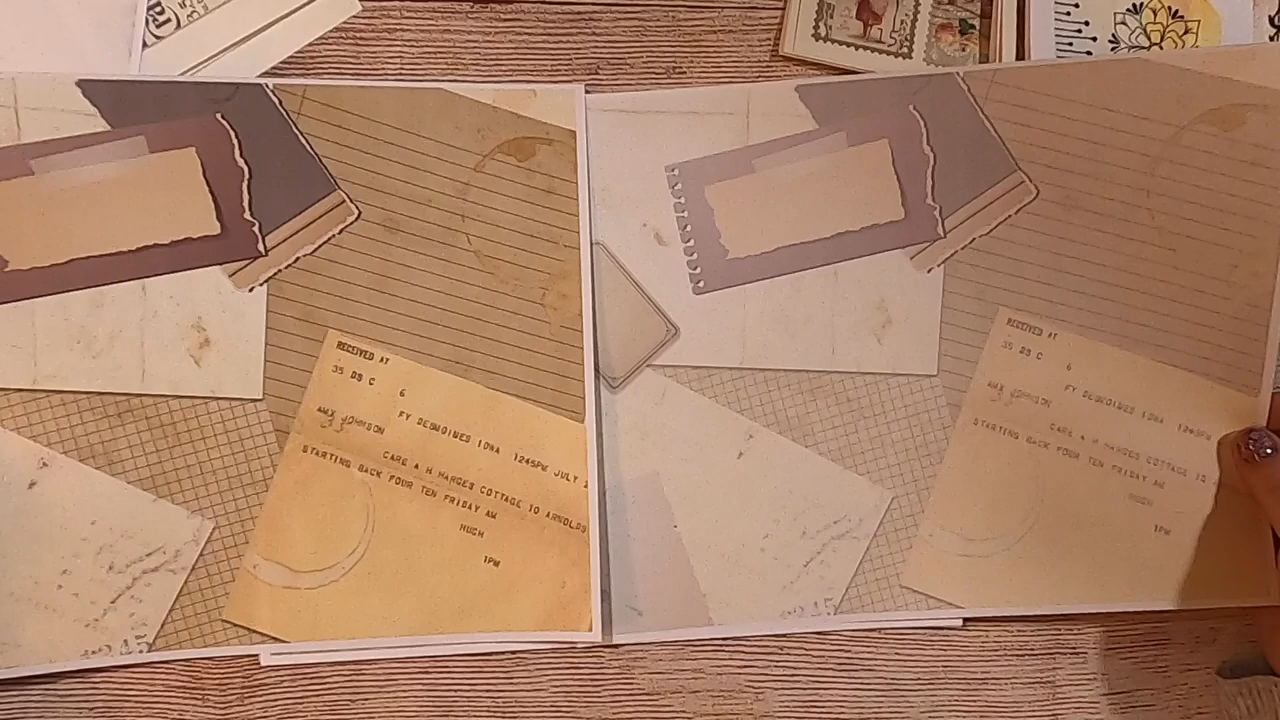 RECEIVED AT
35 DS C
6
FY DESMOINES IOWA 1245PM JULY
JOHNSON
CARE A H HARGES COTTAGE 10 ARNOLDS
STARTING BACK FOUR TEN FRIDAY AM
HUGH
1PM
RECEIVED AT
35 DS C
6
FY DESMOINES IOWA 1245PM
JOHNSON
CARE A H HARGES COTTAGE 10
STARTING BACK FOUR TEN FRIDAY AM
HUGH
1PM